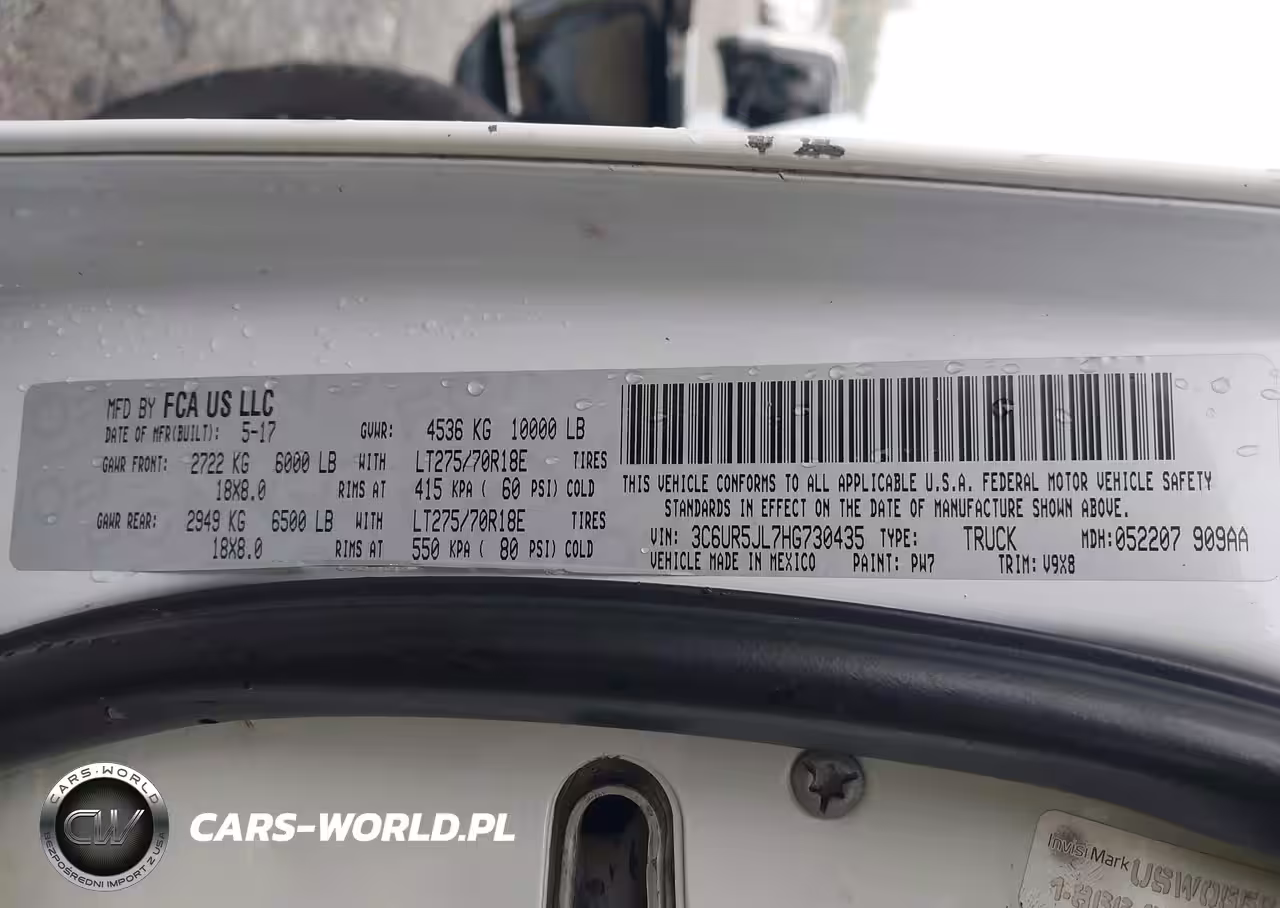 MFD BY FCA US LLC
DATE OF MFR(BUILT): 5-17 GVWR: 4536 KG 10000 LB
GAWR FRONT: 2722 KG 6000 LB WITH LT275/70R18E TIRES
18X8.0 RIMS AT 415 KPA ( 60 PSI) COLD
GAWR REAR: 2949 KG 6500 LB WITH LT275/70R18E TIRES
18X8.0 RIMS AT 550 KPA ( 80 PSI) COLD
THIS VEHICLE CONFORMS TO ALL APPLICABLE U.S.A. FEDERAL MOTOR VEHICLE SAFETY
STANDARDS IN EFFECT ON THE DATE OF MANUFACTURE SHOWN ABOVE.
VIN: 3C6UR5JL7HG730435 TYPE: TRUCK MDH:052207 909AA
VEHICLE MADE IN MEXICO PAINT: PW7 TRIM: V9X8
CARS-WORLD
CW
BEZPOŚREDNI IMPORT Z USA
CARS-WORLD.PL
InvisiMark